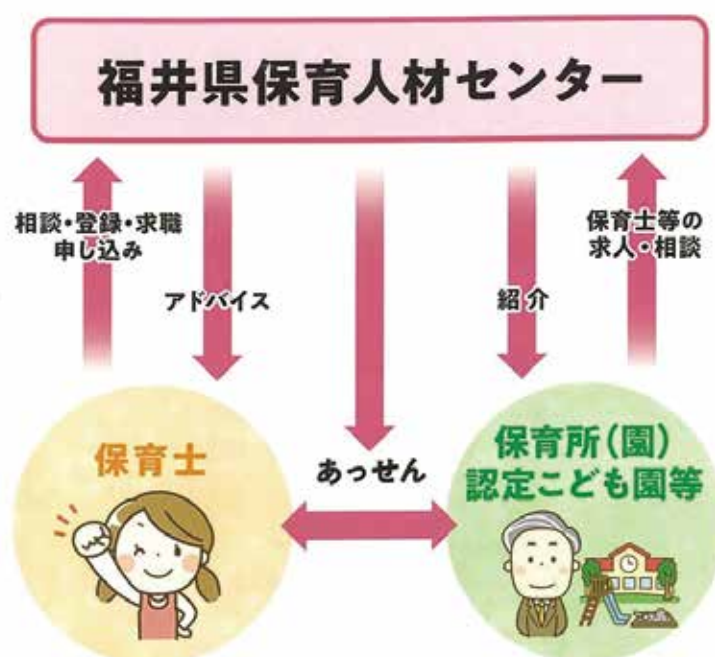 福井県保育人材センター
相談・登録・求職
申し込み
アドバイス
紹介
保育士等の
求人・相談
保育士
あっせん
保育所(園)
認定こども園等